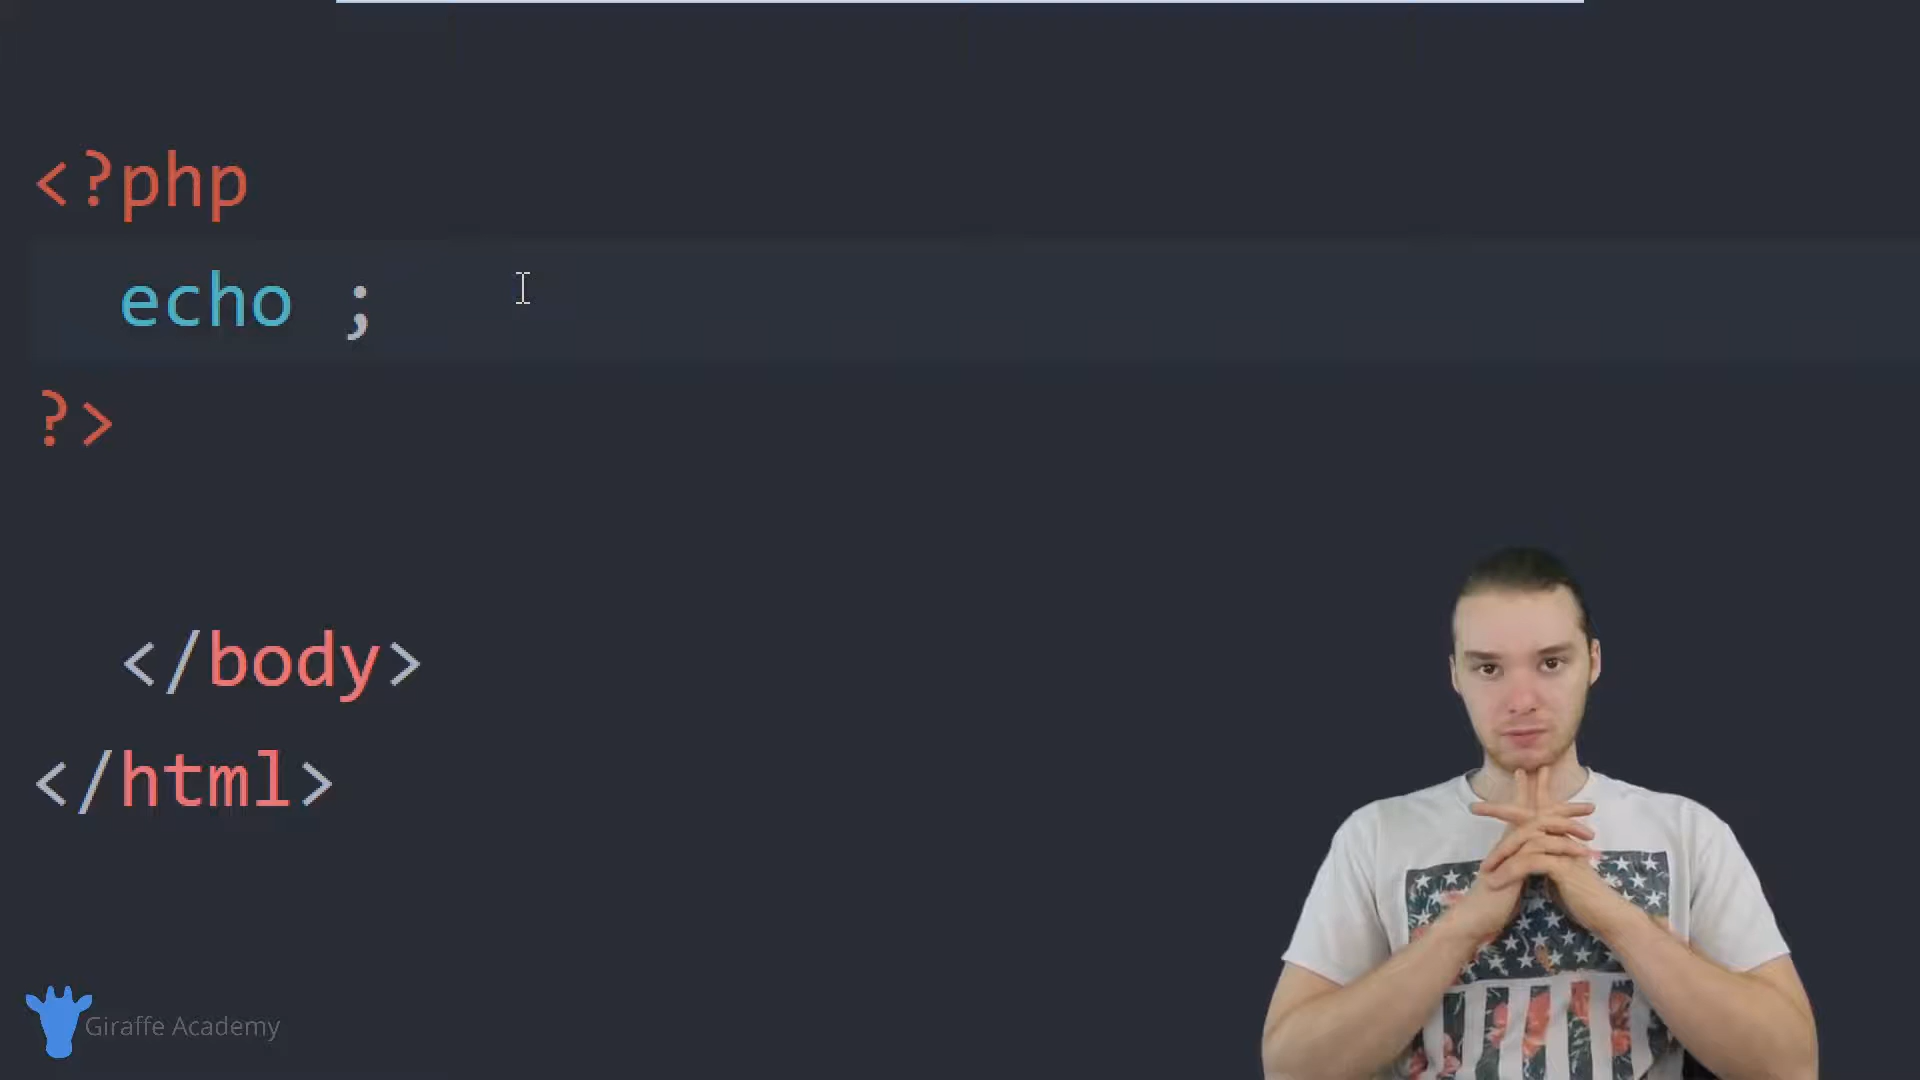 <?php
echo ;
?>
</body>
</html>
Giraffe Academy